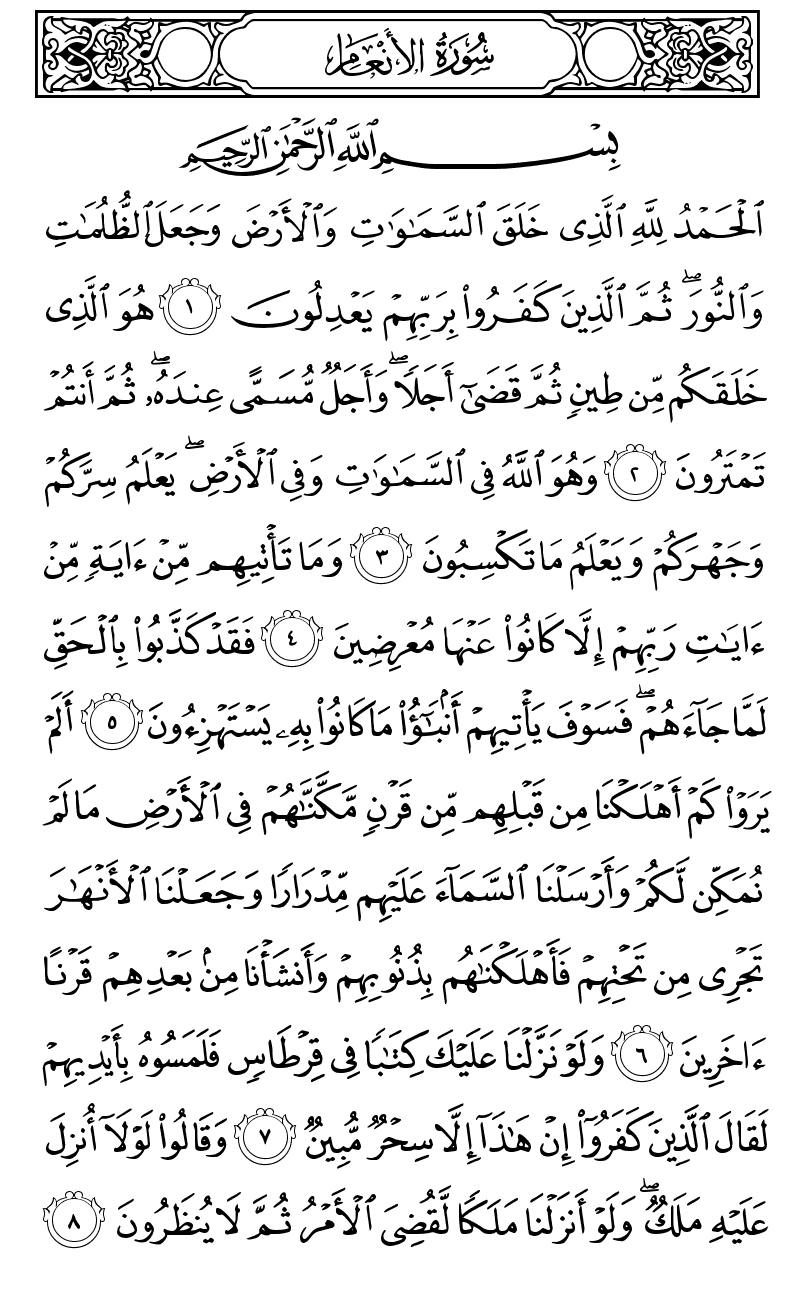 سُورَةُ الأَنْعَامِ
بِسْمِ ٱللَّهِ ٱلرَّحْمَٰنِ ٱلرَّحِيمِ
ٱلْحَمْدُ لِلَّهِ ٱلَّذِى خَلَقَ ٱلسَّمَٰوَٰتِ وَٱلْأَرْضَ وَجَعَلَ ٱلظُّلُمَٰتِ
وَٱلنُّورَ ۖ ثُمَّ ٱلَّذِينَ كَفَرُوا۟ بِرَبِّهِمْ يَعْدِلُونَ ١ هُوَ ٱلَّذِى
خَلَقَكُم مِّن طِينٍ ثُمَّ قَضَىٰٓ أَجَلًا ۖ وَأَجَلٌ مُّسَمًّى عِندَهُۥ ۖ ثُمَّ أَنتُمْ
تَمْتَرُونَ ٢ وَهُوَ ٱللَّهُ فِى ٱلسَّمَٰوَٰتِ وَفِى ٱلْأَرْضِ ۖ يَعْلَمُ سِرَّكُمْ
وَجَهْرَكُمْ وَيَعْلَمُ مَا تَكْسِبُونَ ٣ وَمَا تَأْتِيهِم مِّنْ ءَايَةٍ مِّنْ
ءَايَٰتِ رَبِّهِمْ إِلَّا كَانُوا۟ عَنْهَا مُعْرِضِينَ ٤ فَقَدْ كَذَّبُوا۟ بِٱلْحَقِّ
لَمَّا جَآءَهُمْ ۖ فَسَوْفَ يَأْتِيهِمْ أَنۢبَٰٓؤُا۟ مَا كَانُوا۟ بِهِۦ يَسْتَهْزِءُونَ ٥ أَلَمْ
يَرَوْا۟ كَمْ أَهْلَكْنَا مِن قَبْلِهِم مِّن قَرْنٍ مَّكَّنَّٰهُمْ فِى ٱلْأَرْضِ مَا لَمْ
نُمَكِّن لَّكُمْ وَأَرْسَلْنَا ٱلسَّمَآءَ عَلَيْهِم مِّدْرَارًا وَجَعَلْنَا ٱلْأَنْهَٰرَ
تَجْرِى مِن تَحْتِهِمْ فَأَهْلَكْنَٰهُم بِذُنُوبِهِمْ وَأَنشَأْنَا مِنۢ بَعْدِهِمْ قَرْنًا
ءَاخَرِينَ ٦ وَلَوْ نَزَّلْنَا عَلَيْكَ كِتَٰبًا فِى قِرْطَاسٍ فَلَمَسُوهُ بِأَيْدِيهِمْ
لَقَالَ ٱلَّذِينَ كَفَرُوٓا۟ إِنْ هَٰذَآ إِلَّا سِحْرٌ مُّبِينٌ ٧ وَقَالُوا۟ لَوْلَآ أُنزِلَ
عَلَيْهِ مَلَكٌ ۖ وَلَوْ أَنزَلْنَا مَلَكًا لَّقُضِىَ ٱلْأَمْرُ ثُمَّ لَا يُنظَرُونَ ٨